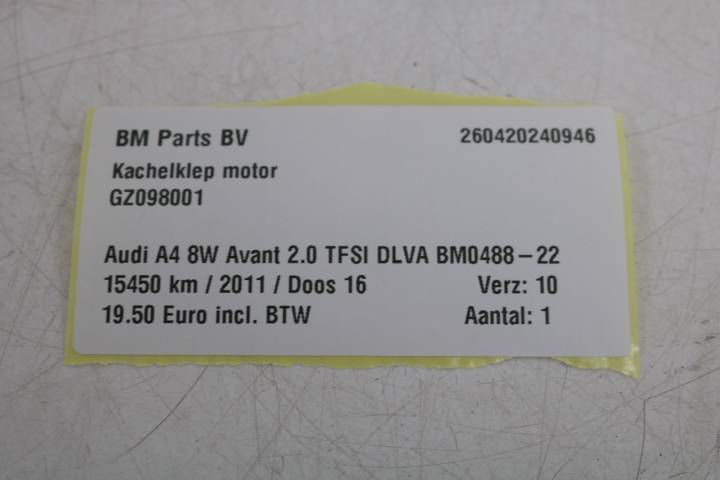 BM Parts BV 260420240946
Kachelklep motor
GZ098001
Audi A4 8W Avant 2.0 TFSI DLVA BM0488-22
15450 km / 2011 / Doos 16 Verz: 10
19.50 Euro incl. BTW Aantal: 1